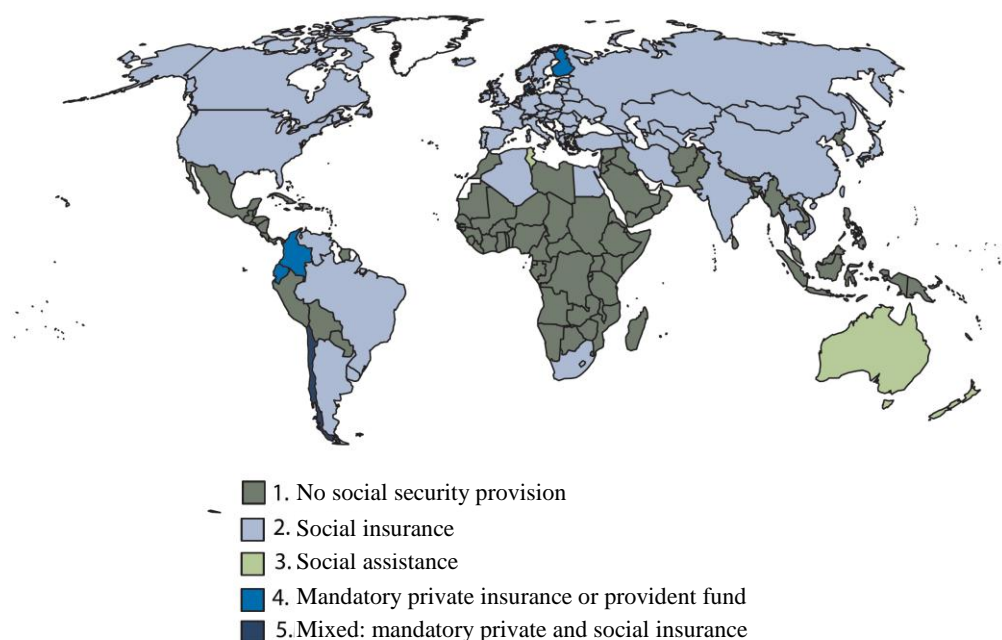 1. No social security provision
2. Social insurance
3. Social assistance
4. Mandatory private insurance or provident fund
5. Mixed: mandatory private and social insurance